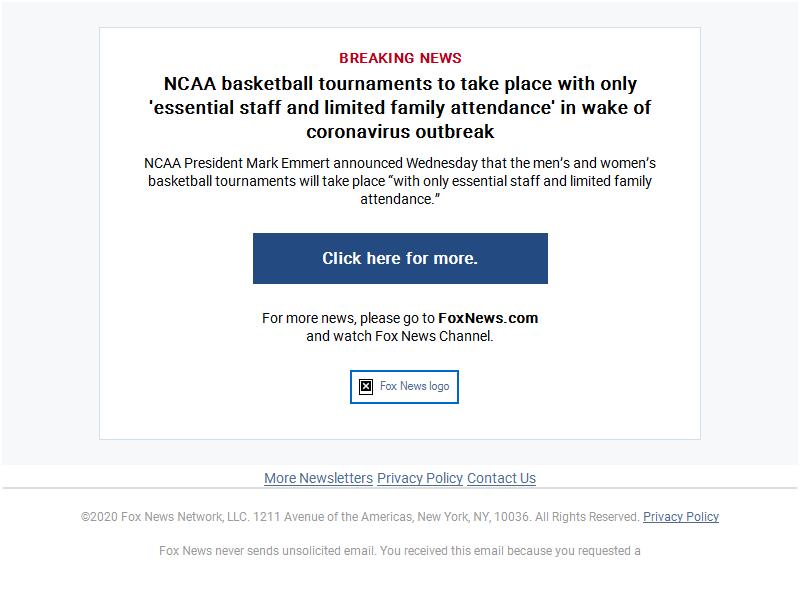 BREAKING NEWS
NCAA basketball tournaments to take place with only
'essential staff and limited family attendance' in wake of
coronavirus outbreak
NCAA President Mark Emmert announced Wednesday that the men’s and women’s
basketball tournaments will take place “with only essential staff and limited family
attendance.”
Click here for more.
For more news, please go to FoxNews.com
and watch Fox News Channel.
Fox News logo
More Newsletters Privacy Policy Contact Us
©2020 Fox News Network, LLC. 1211 Avenue of the Americas, New York, NY, 10036. All Rights Reserved. Privacy Policy
Fox News never sends unsolicited email. You received this email because you requested a